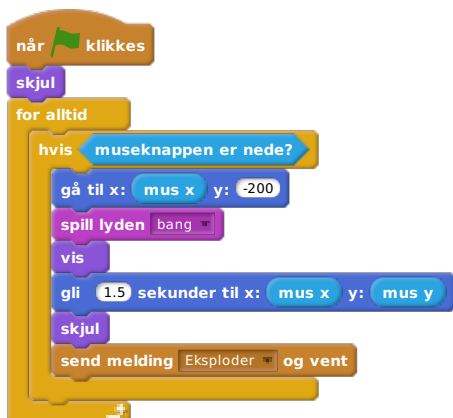 når klikkes
skjul
for alltid
hvis museknappen er nede?
gå til x: mus x y: -200
spill lyden bang
vis
gli 1.5 sekunder til x: mus x y: mus y
skjul
send melding Eksploder og vent